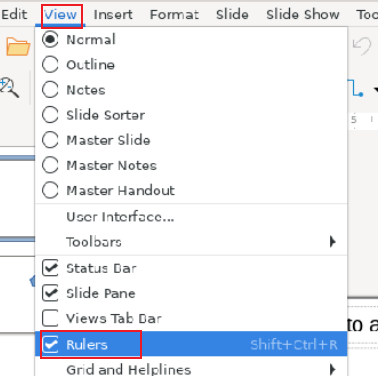 Edit View Insert Format Slide Slide Show Too
Normal
Outline
Notes
Slide Sorter
Master Slide
Master Notes
Master Handout
User Interface...
Toolbars
Status Bar
Slide Pane
Views Tab Bar
Rulers Shift+Ctrl+R
Grid and Helplines
5
to a